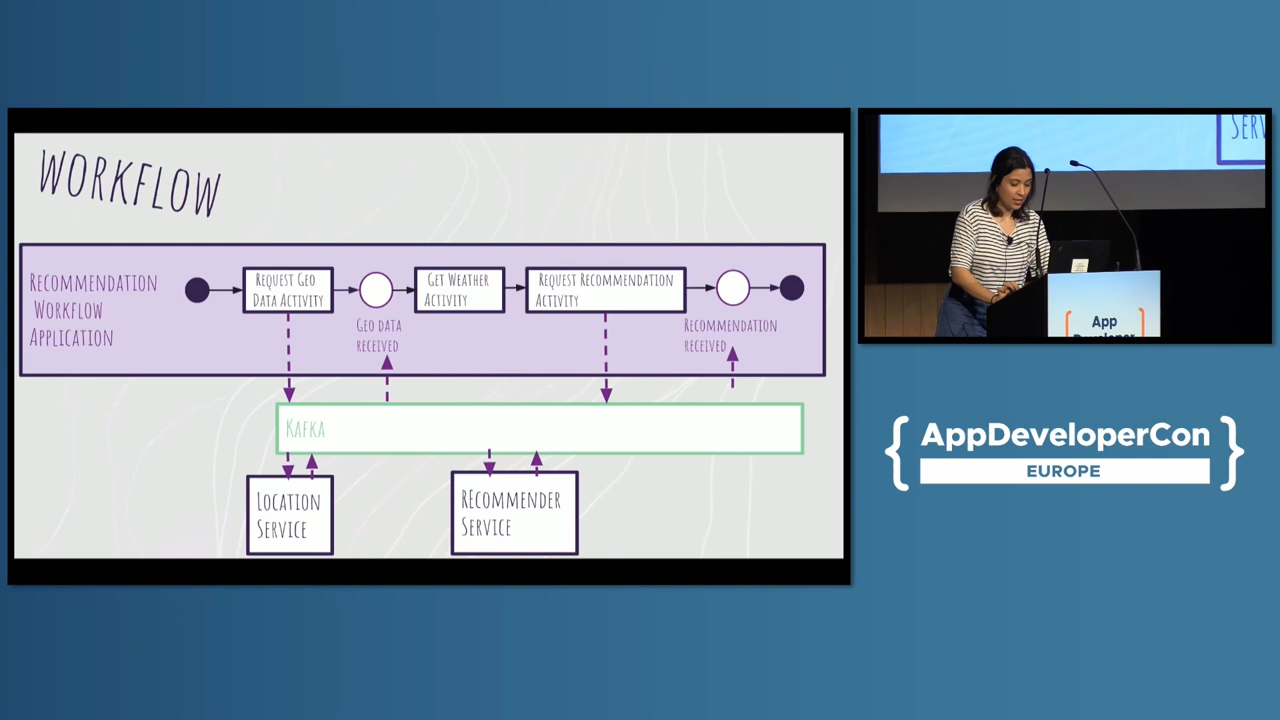 WORKFLOW
RECOMMENDATION
WORKFLOW
APPLICATION
REQUEST GEO
DATA ACTIVITY
GET WEATHER
ACTIVITY
REQUEST RECOMMENDATION
ACTIVITY
GEO DATA
RECEIVED
RECOMMENDATION
RECEIVED
KAFKA
LOCATION
SERVICE
RECOMMENDER
SERVICE
App
{ AppDeveloperCon }
EUROPE